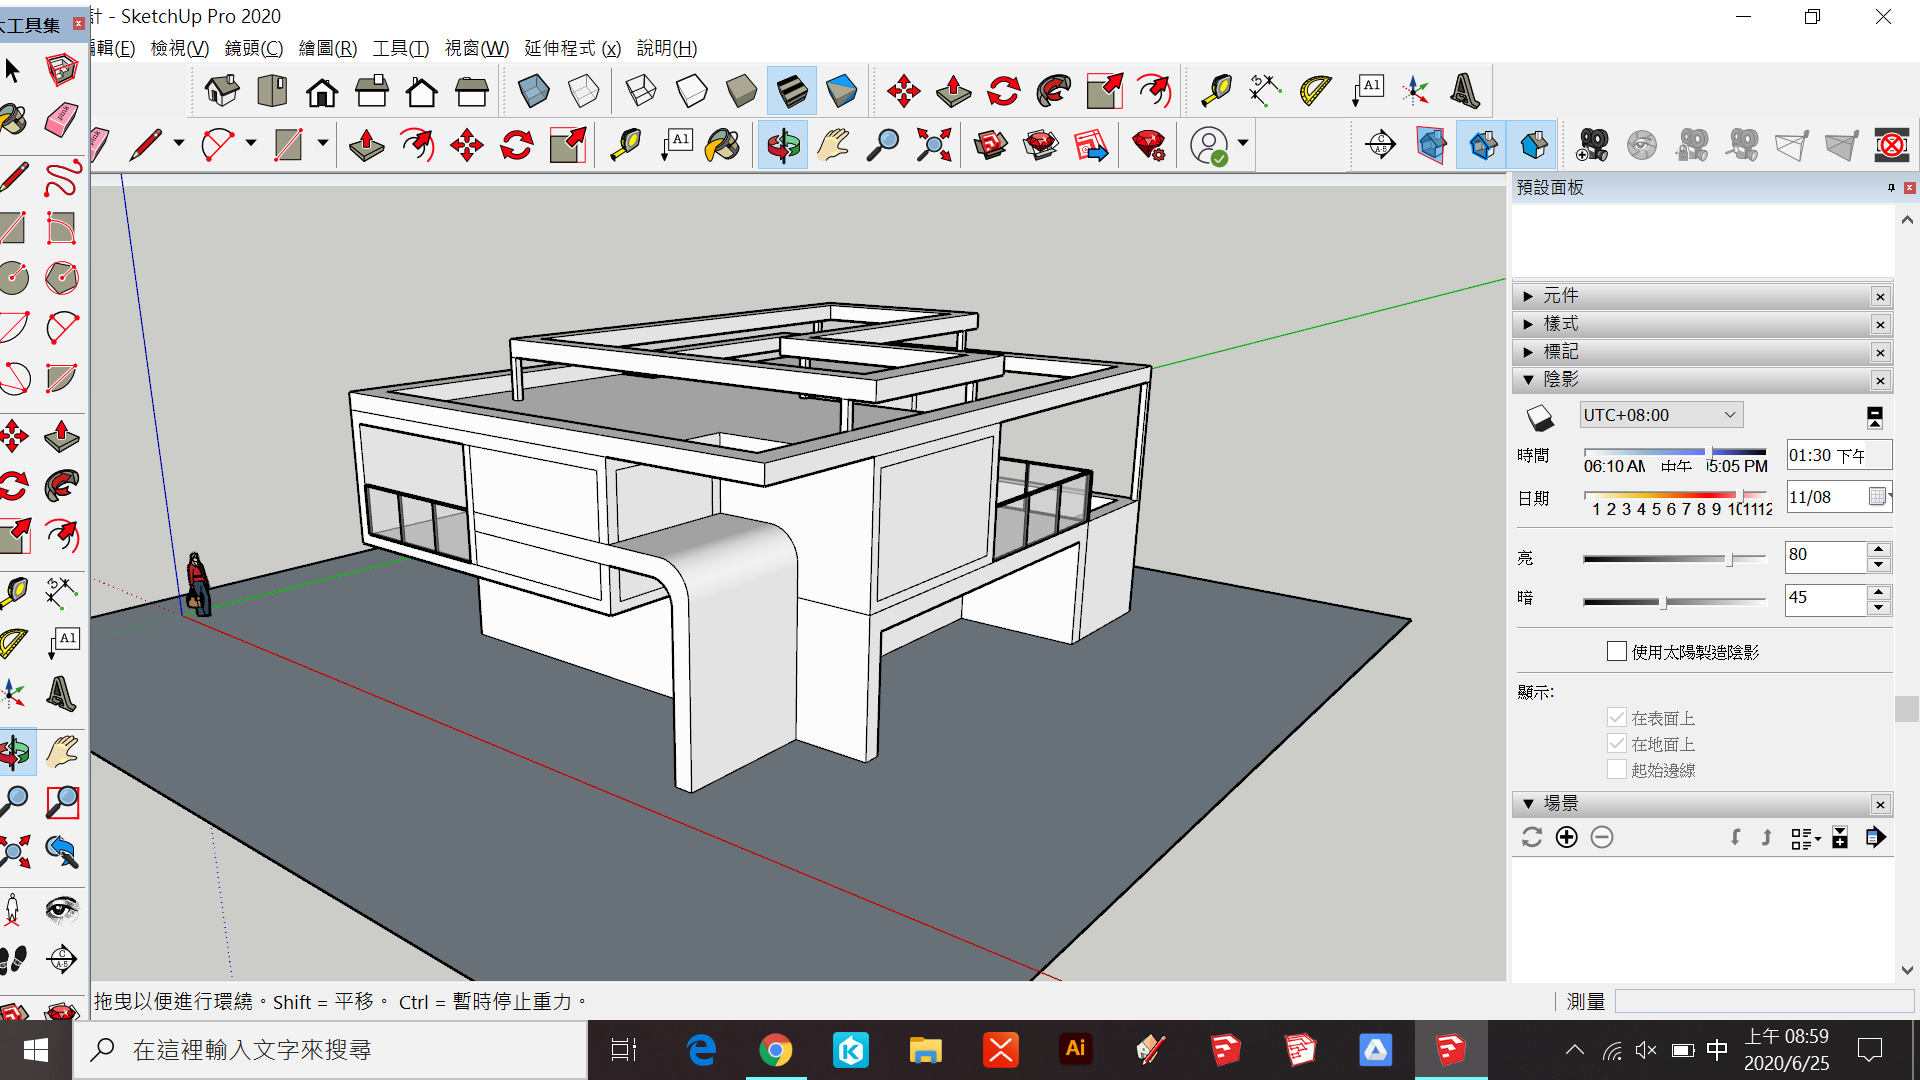 計 - SketchUp Pro 2020
大工具集
編輯(E) 檢視(V) 鏡頭(C) 繪圖(R) 工具(T) 視窗(W) 延伸程式 (x) 說明(H)
預設面板
元件
樣式
標記
陰影
UTC+08:00
時間
06:10 AM 中午 05:05 PM
01:30 下午
日期
1 2 3 4 5 6 7 8 9 10 11 12
11/08
亮
80
暗
45
使用太陽製造陰影
顯示:
在表面上
在地面上
起始邊線
場景
拖曳以便進行環繞。Shift = 平移。 Ctrl = 暫時停止重力。
測量
在這裡輸入文字來搜尋
Ai
中
上午 08:59
2020/6/25